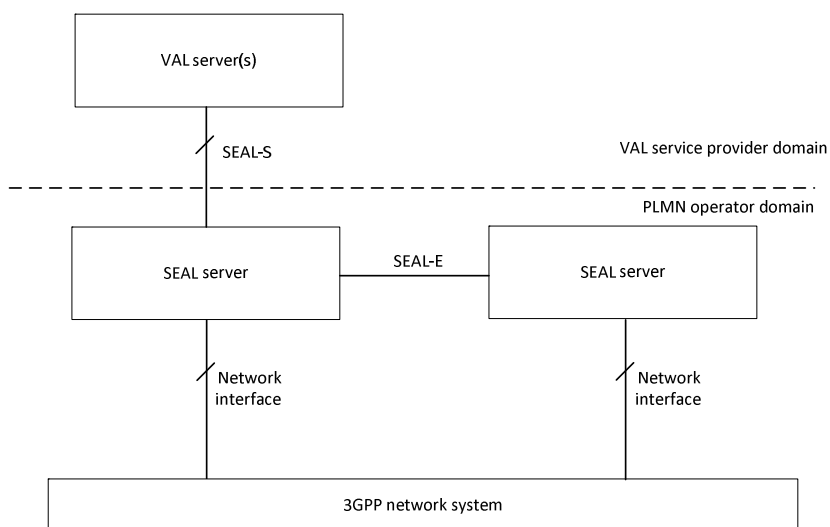 VAL server(s)
SEAL-S
VAL service provider domain
PLMN operator domain
SEAL server
SEAL-E
SEAL server
Network
interface
Network
interface
3GPP network system